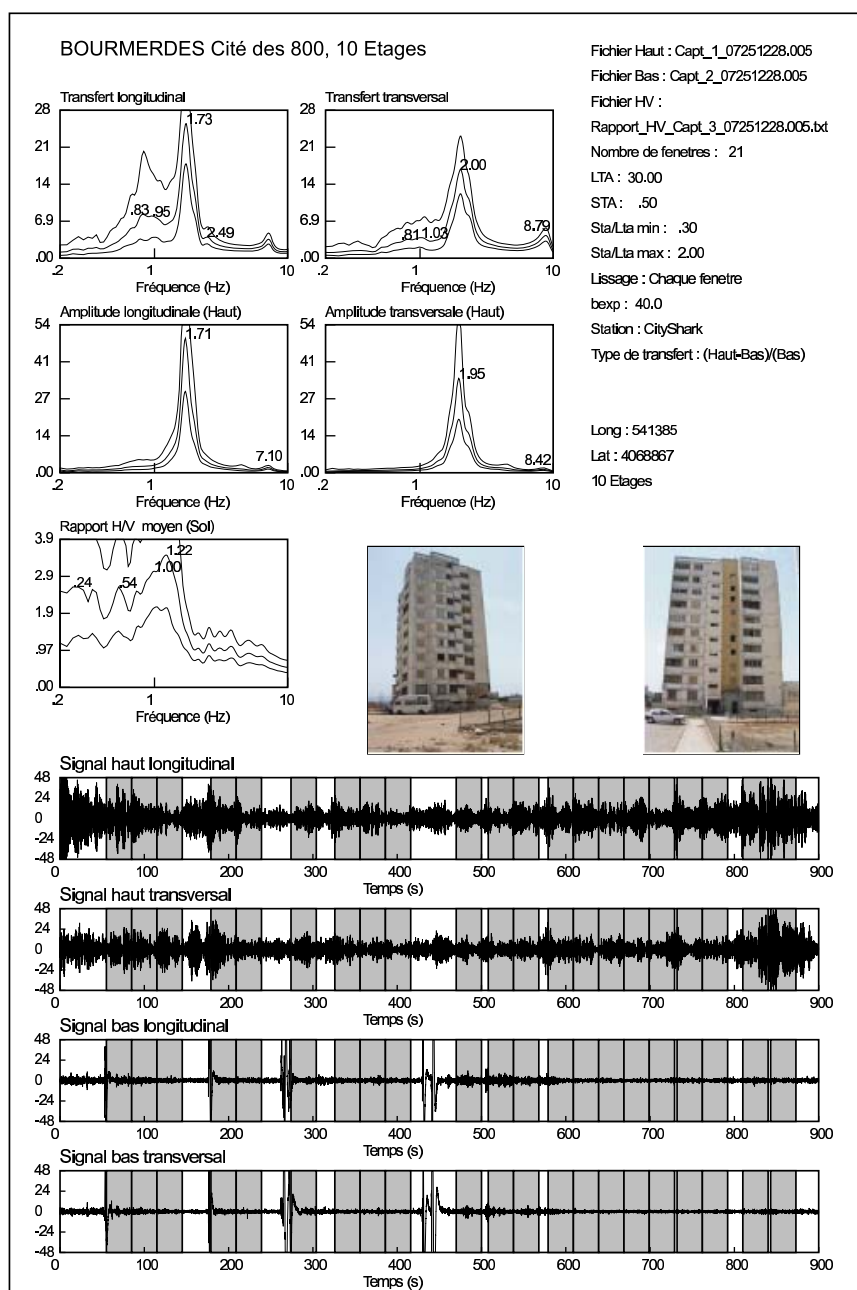 BOURMERDES Cité des 800, 10 Etages
Fichier Haut : Capt_1_07251228.005
Fichier Bas : Capt_2_07251228.005
Fichier HV :
Rapport_HV_Capt_3_07251228.005.txt
Nombre de fenetres : 21
LTA : 30.00
STA : .50
Sta/Lta min : .30
Sta/Lta max : 2.00
Lissage : Chaque fenetre
bexp : 40.0
Station : CityShark
Type de transfert : (Haut-Bas)/(Bas)
Long : 541385
Lat : 4068867
10 Etages
Transfert longitudinal
28
21
14
6.9
.00
.83 .95
1.73
2.49
.2 1 10
Fréquence (Hz)
Transfert transversal
28
21
14
6.9
.00
.81 1.03
2.00
8.79
.2 1 10
Fréquence (Hz)
Amplitude longitudinale (Haut)
54
41
27
14
.00
1.71
7.10
.2 1 10
Fréquence (Hz)
Amplitude transversale (Haut)
54
41
27
14
.00
1.95
8.42
.2 1 10
Fréquence (Hz)
Rapport H/V moyen (Sol)
3.9
2.9
1.9
.97
.00
.24 .54
1.00
1.22
.2 1 10
Fréquence (Hz)
Signal haut longitudinal
48
24
0
-24
-48
0 100 200 300 400 500 600 700 800 900
Temps (s)
Signal haut transversal
48
24
0
-24
-48
0 100 200 300 400 500 600 700 800 900
Temps (s)
Signal bas longitudinal
48
24
0
-24
-48
0 100 200 300 400 500 600 700 800 900
Temps (s)
Signal bas transversal
48
24
0
-24
-48
0 100 200 300 400 500 600 700 800 900
Temps (s)